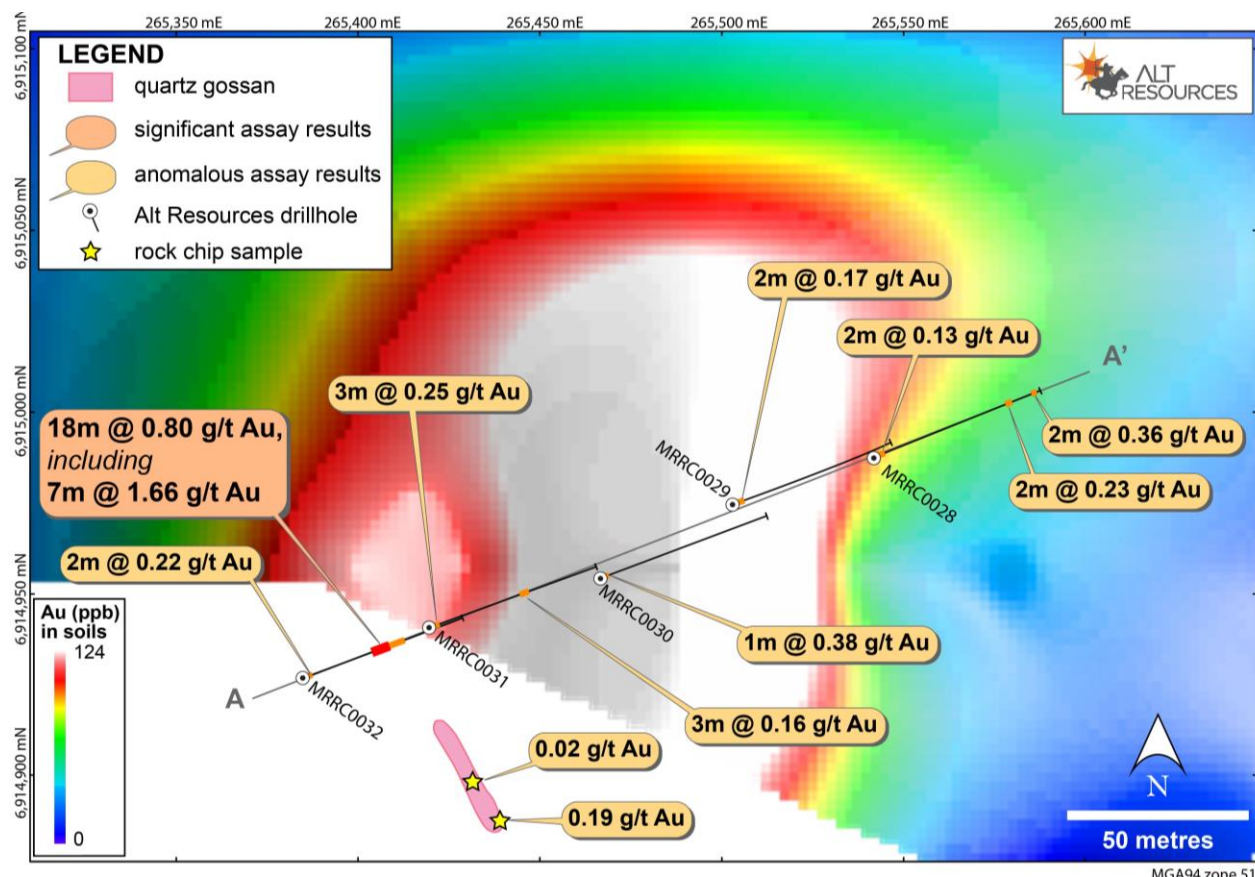 265,350 mE
265,400 mE
265,450 mE
265,500 mE
265,550 mE
265,600 mE
6,915,100 mN
6,915,050 mN
6,915,000 mN
6,914,950 mN
6,914,900 mN
LEGEND
quartz gossan
significant assay results
anomalous assay results
Alt Resources drillhole
rock chip sample
ALT
RESOURCES
2m @ 0.17 g/t Au
2m @ 0.13 g/t Au
A'
3m @ 0.25 g/t Au
18m @ 0.80 g/t Au,
including
7m @ 1.66 g/t Au
2m @ 0.36 g/t Au
MRRC0029
MRRC0028
2m @ 0.23 g/t Au
2m @ 0.22 g/t Au
MRRC0030
1m @ 0.38 g/t Au
MRRC0031
A
MRRC0032
3m @ 0.16 g/t Au
0.02 g/t Au
0.19 g/t Au
Au (ppb)
in soils
124
0
N
50 metres
MGA94 zone 51